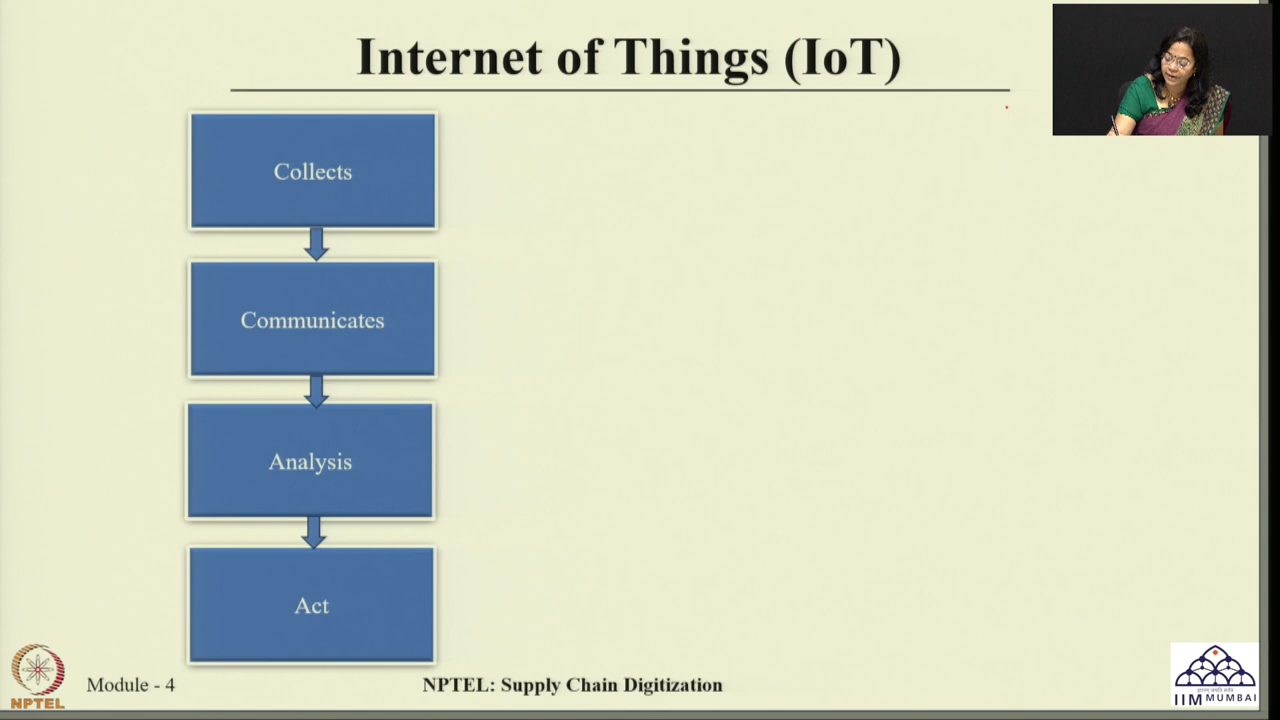 Internet of Things (IoT)
Collects
Communicates
Analysis
Act
NPTEL
Module - 4
NPTEL: Supply Chain Digitization
IIM MUMBAI